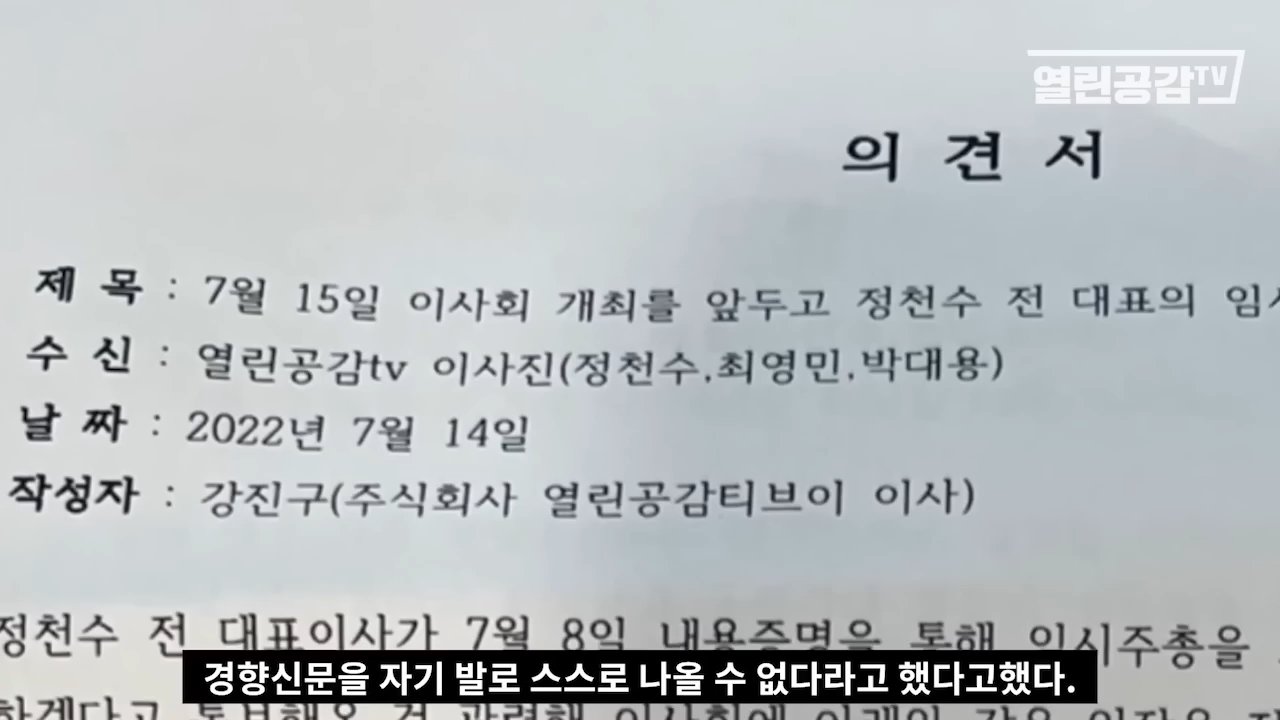 열린공감TV
의 견 서
제 목 : 7월 15일 이사회 개최를 앞두고 정천수 전 대표의
수 신 : 열린공감tv 이사진(정천수,최영민,박대용)
날 짜 : 2022년 7월 14일
작성자 : 강진구(주식회사 열린공감티브이 이사)
정천수 전 대표이사가 7월 8일 내용증명을 통해 임시주총을
경향신문을 자기 발로 스스로 나올 수 없다라고 했다고했다.